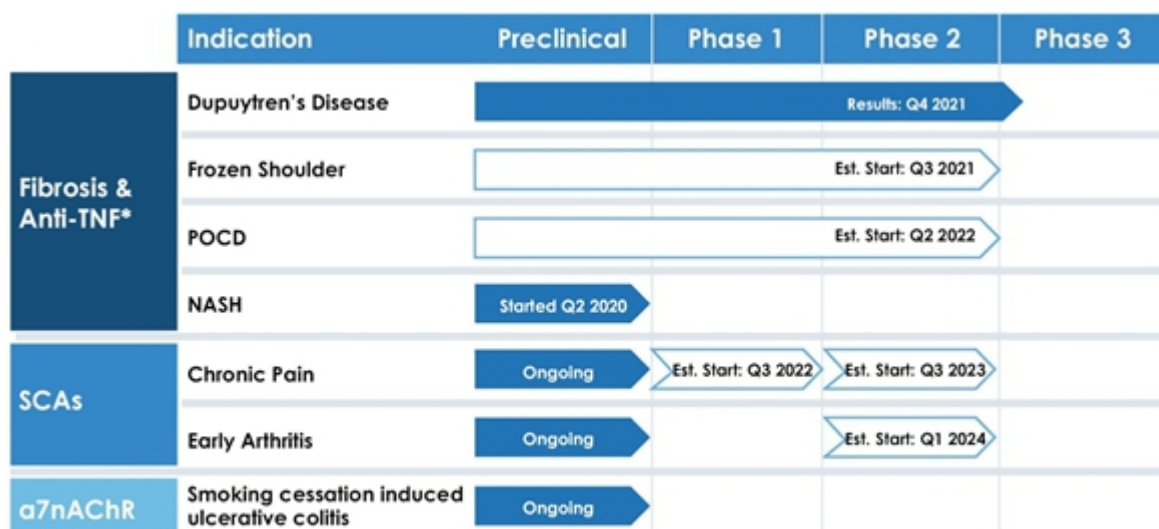 Indication Preclinical Phase 1 Phase 2 Phase 3
Fibrosis &
Anti-TNF*
Dupuytren's Disease Results: Q4 2021
Frozen Shoulder Est. Start: Q3 2021
POCD Est. Start: Q2 2022
NASH Started Q2 2020
SCAs
Chronic Pain Ongoing Est. Start: Q3 2022 Est. Start: Q3 2023
Early Arthritis Ongoing Est. Start: Q1 2024
a7nAChR
Smoking cessation induced
ulcerative colitis
Ongoing